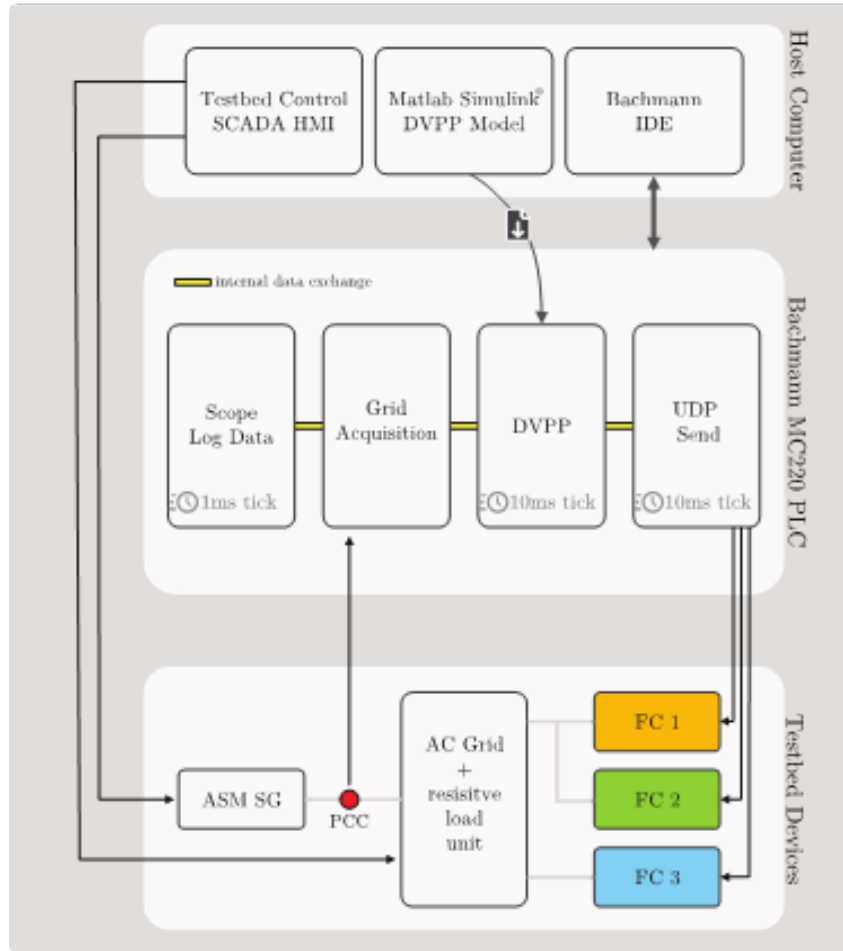 Testbed Control
SCADA HMI
Matlab Simulink®
DVPP Model
Bachmann
IDE
Host Computer
internal data exchange
Scope
Log Data
1ms tick
Grid
Acquisition
DVPP
10ms tick
UDP
Send
10ms tick
Bachmann MC220 PLC
ASM SG
PCC
AC Grid
+
resisitve
load
unit
FC 1
FC 2
FC 3
Testbed Devices